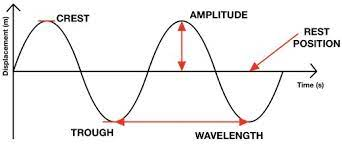 CREST
AMPLITUDE
REST
POSITION
Displacement (m)
Time (s)
TROUGH
WAVELENGTH